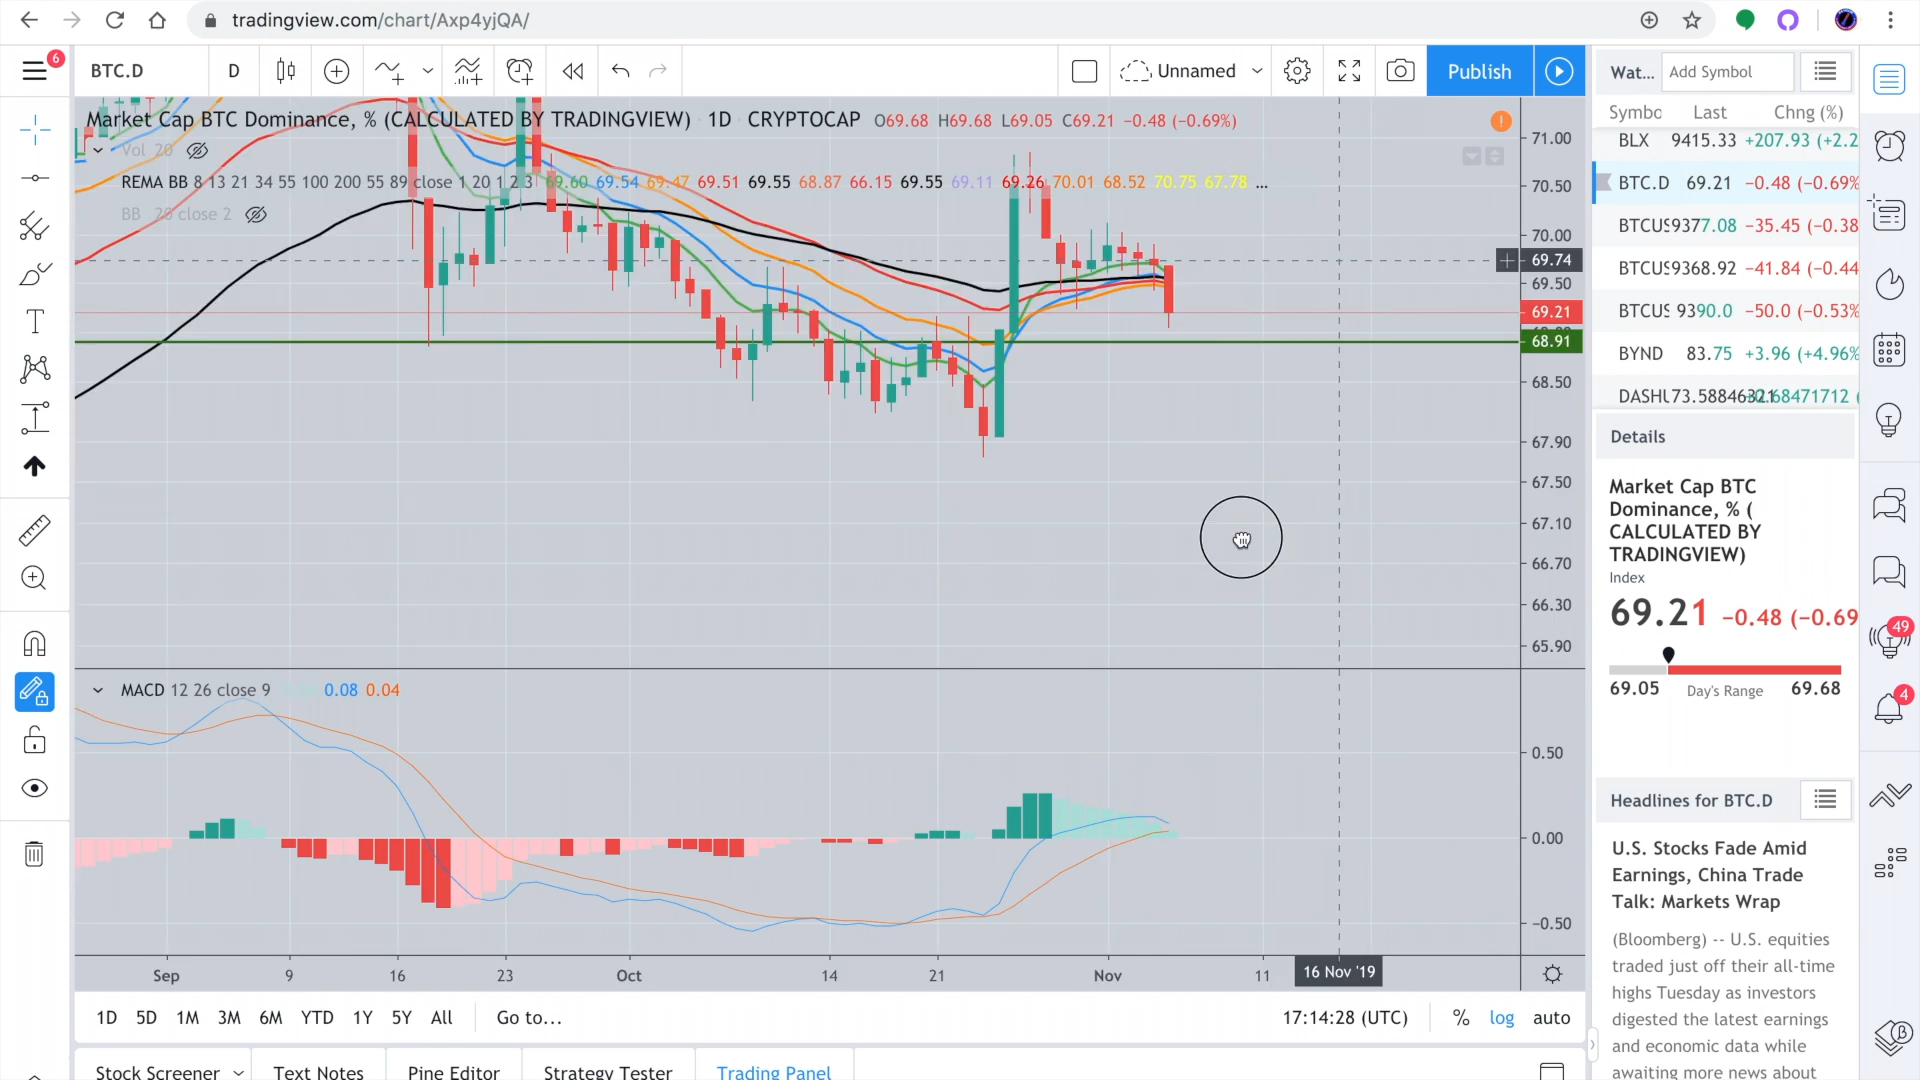 tradingview.com/chart/Axp4yjQA/
6
BTC.D D Unnamed Publish
Wat... Add Symbol
Market Cap BTC Dominance, % (CALCULATED BY TRADINGVIEW) 1D CRYPTOCAP O69.68 H69.68 L69.05 C69.21 −0.48 (−0.69%)
Vol 20
REMA BB 8 13 21 34 55 100 200 55 89 close 1 20 1 2 3 69.60 69.54 69.47 69.51 69.55 68.87 66.15 69.55 69.11 69.26 70.01 68.52 70.75 67.78 ...
BB 20 close 2
71.00
70.50
70.00
69.74
69.50
69.21
68.91
68.50
67.90
67.50
67.10
66.70
66.30
65.90
MACD 12 26 close 9 0.08 0.04
0.50
0.00
−0.50
Sep 9 16 23 Oct 14 21 Nov 11 16 Nov '19
1D 5D 1M 3M 6M YTD 1Y 5Y All Go to... 17:14:28 (UTC) % log auto
Stock Screener Text Notes Pine Editor Strategy Tester Trading Panel
Symbo Last Chng (%)
BLX 9415.33 +207.93 (+2.2
BTC.D 69.21 −0.48 (−0.69%
BTCUS 9377.08 −35.45 (−0.38
BTCUS 9368.92 −41.84 (−0.44
BTCUS 9390.0 −50.0 (−0.53%
BYND 83.75 +3.96 (+4.96%
Details
Market Cap BTC
Dominance, % (
CALCULATED BY
TRADINGVIEW)
Index
69.21 −0.48 (−0.69
69.05 Day's Range 69.68
Headlines for BTC.D
U.S. Stocks Fade Amid
Earnings, China Trade
Talk: Markets Wrap
(Bloomberg) -- U.S. equities
traded just off their all-time
highs Tuesday as investors
digested the latest earnings
and economic data while
awaiting more news about
49
4